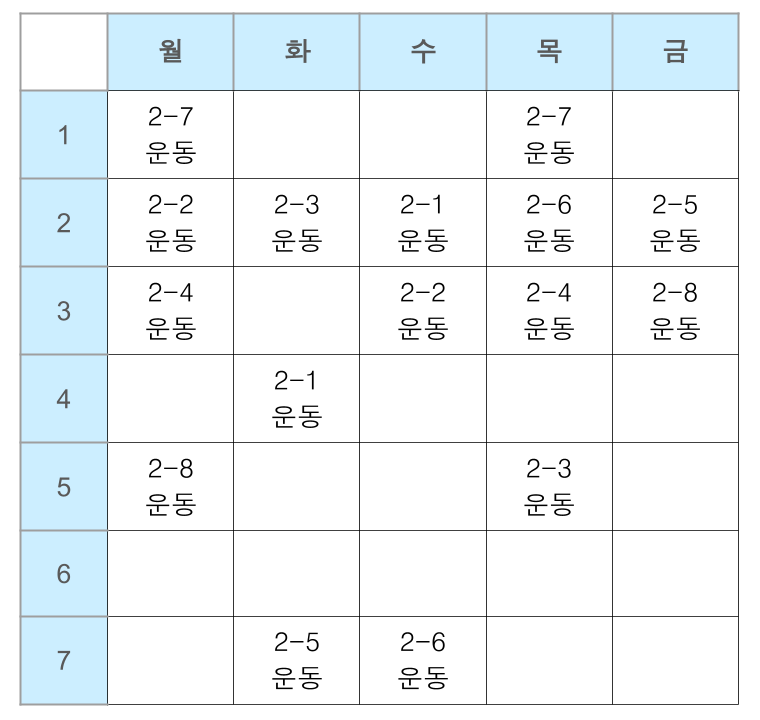 월 화 수 목 금
1 2-7 2-7
운동 운동
2 2-2 2-3 2-1 2-6 2-5
운동 운동 운동 운동 운동
3 2-4 2-2 2-4 2-8
운동 운동 운동 운동
4 2-1
운동
5 2-8 2-3
운동 운동
6
7 2-5 2-6
운동 운동